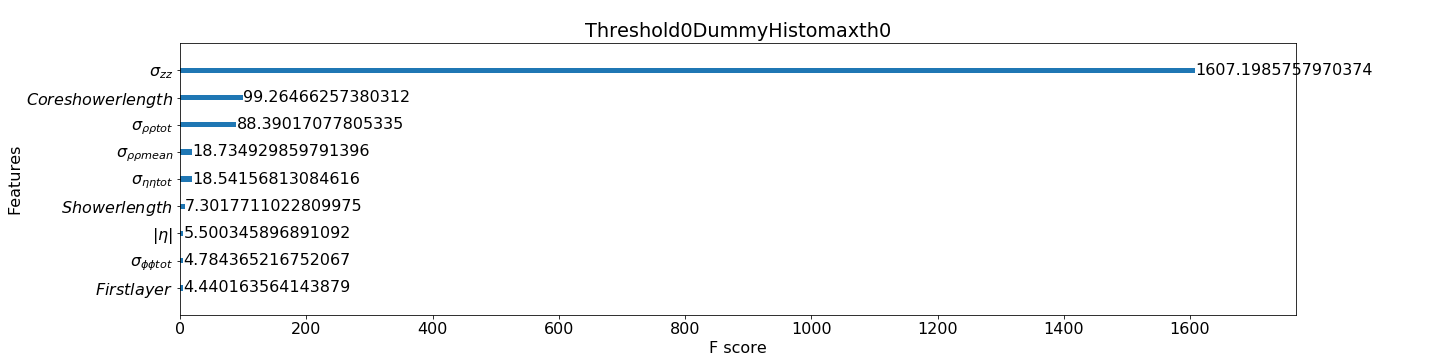 Threshold0DummyHistomaxth0
σzz 1607.1985757970374
Coreshowerlength 99.26466257380312
σρρtot 88.39017077805335
σρρmean 18.734929859791396
σηηtot 18.54156813084616
Showerlength 7.3017711022809975
|η| 5.500345896891092
σϕϕtot 4.784365216752067
Firstlayer 4.440163564143879
Features
0 200 400 600 800 1000 1200 1400 1600
F score